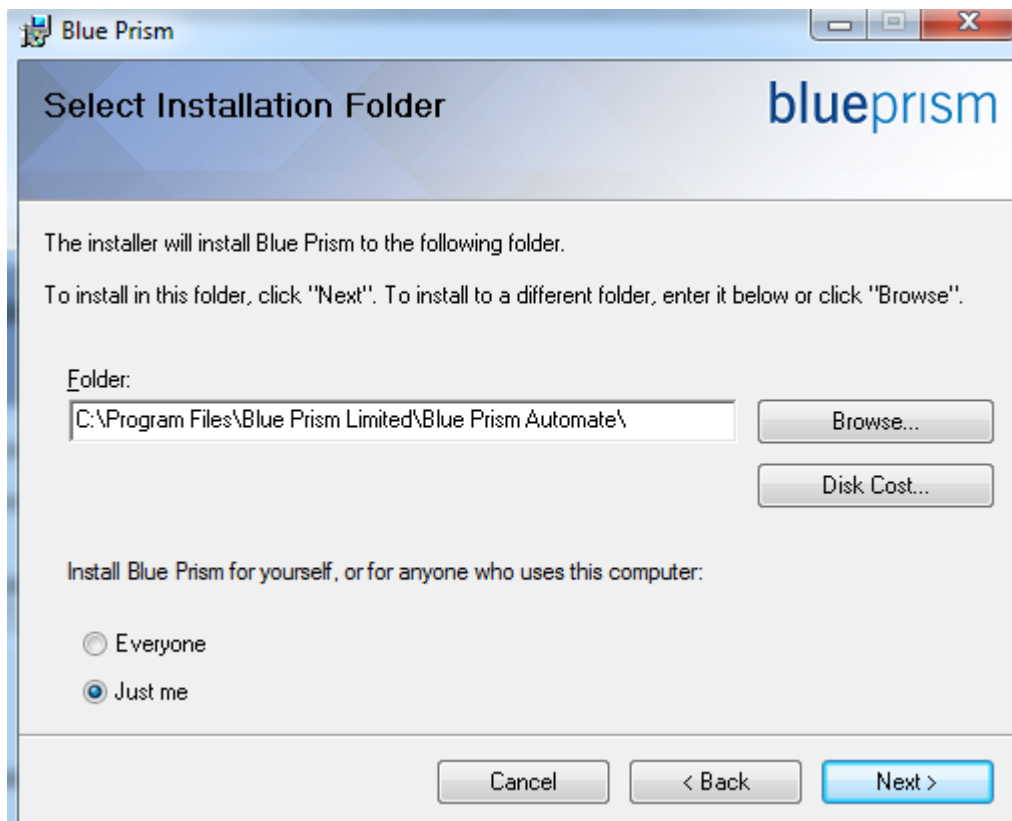 Blue Prism
Select Installation Folder
blueprism
The installer will install Blue Prism to the following folder.
To install in this folder, click "Next". To install to a different folder, enter it below or click "Browse".
Folder:
C:\Program Files\Blue Prism Limited\Blue Prism Automate\
Browse...
Disk Cost...
Install Blue Prism for yourself, or for anyone who uses this computer:
Everyone
Just me
Cancel < Back Next >